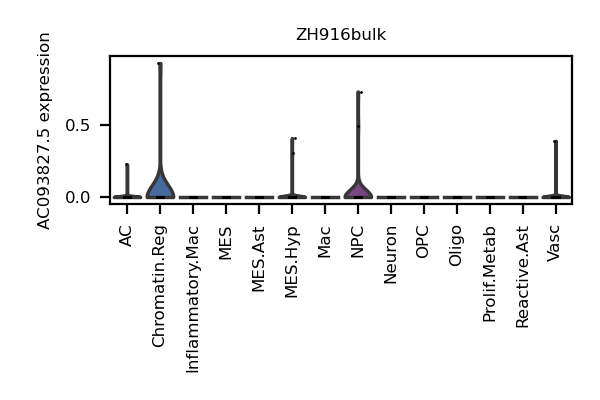 ZH916bulk
AC093827.5 expression
0.5
0.0
AC
Chromatin.Reg
Inflammatory.Mac
MES
MES.Ast
MES.Hyp
Mac
NPC
Neuron
OPC
Oligo
Prolif.Metab
Reactive.Ast
Vasc